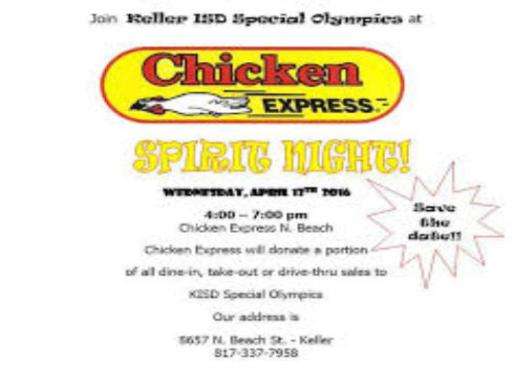 Join Keller ISD Special Olympics at
Chicken
EXPRESS
SPIRIT NIGHT!
WEDNESDAY, APRIL 17TH 2016
4:00 – 7:00 pm
Chicken Express N. Beach
Chicken Express will donate a portion
of all dine-in, take-out or drive-thru sales to
KISD Special Olympics
Our address is
8657 N. Beach St. - Keller
817-337-7958
Save
the
date!!